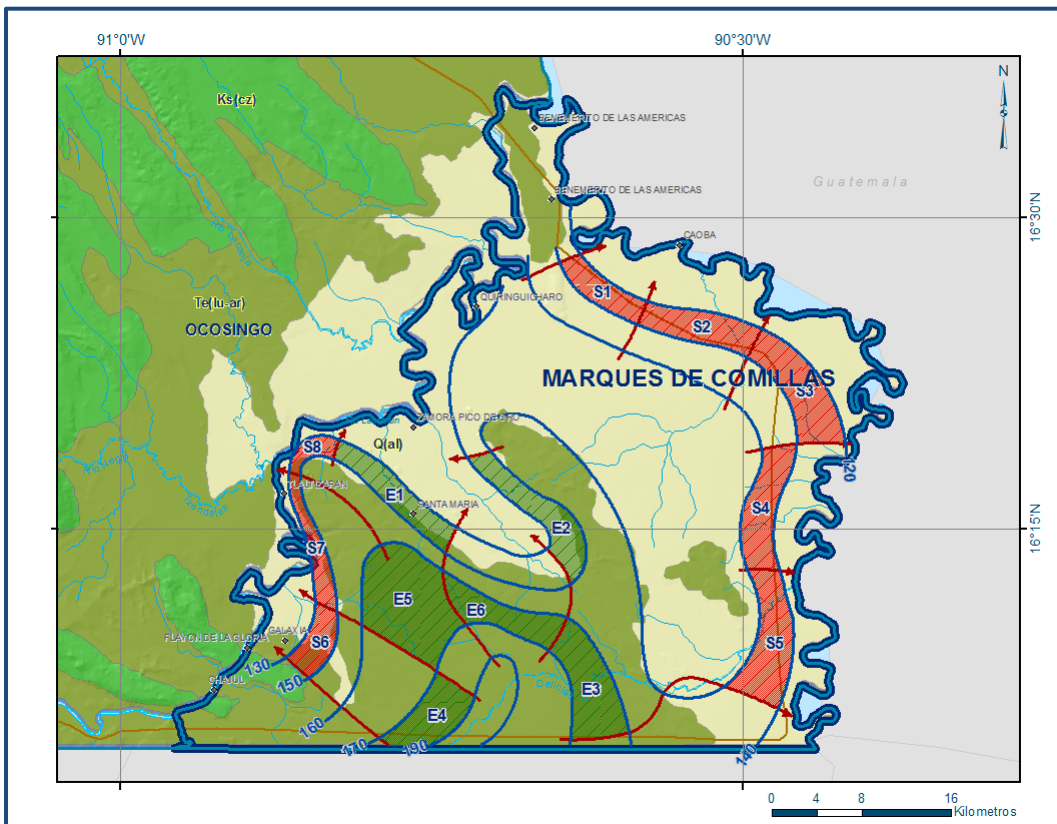 91°0'W
90°30'W
Ks(cz)
N
BENEMERITO DE LAS AMERICAS
Guatemala
BENEMERITO DE LAS AMERICAS
16°30'N
CAOBA
S1
QUIRINGUICHARO
Te(lu-ar)
OCOSINGO
S2
MARQUES DE COMILLAS
S3
ZAMORA PICO DE ORO
Q(al)
S8
120
E1
S4
SANTA MARIA
E2
16°15'N
S7
E5
E6
PLAYON DE LA GLORIA
GALAXIA
S6
S5
130
150
CHAJUL
E3
E4
160
170
190
140
0 4 8 16
Kilometros